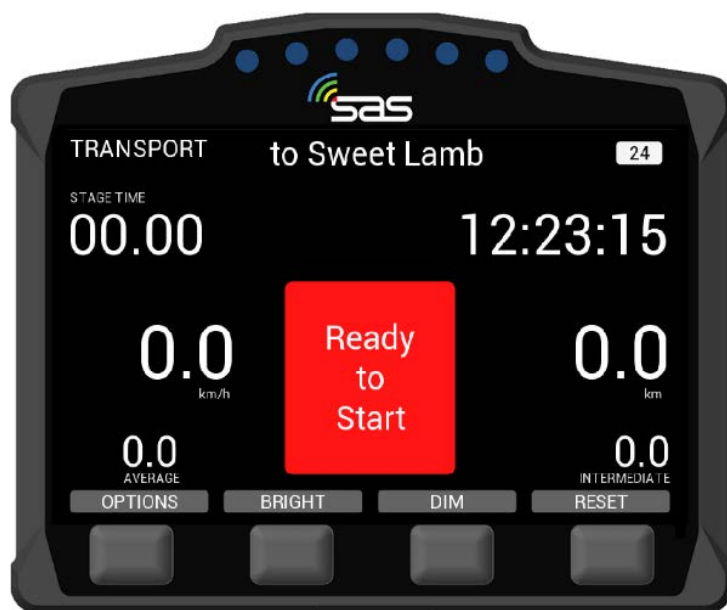 sas
TRANSPORT to Sweet Lamb 24
STAGE TIME
00.00 12:23:15
Ready
to
Start
0.0
km/h
0.0
km
0.0
AVERAGE
0.0
INTERMEDIATE
OPTIONS BRIGHT DIM RESET